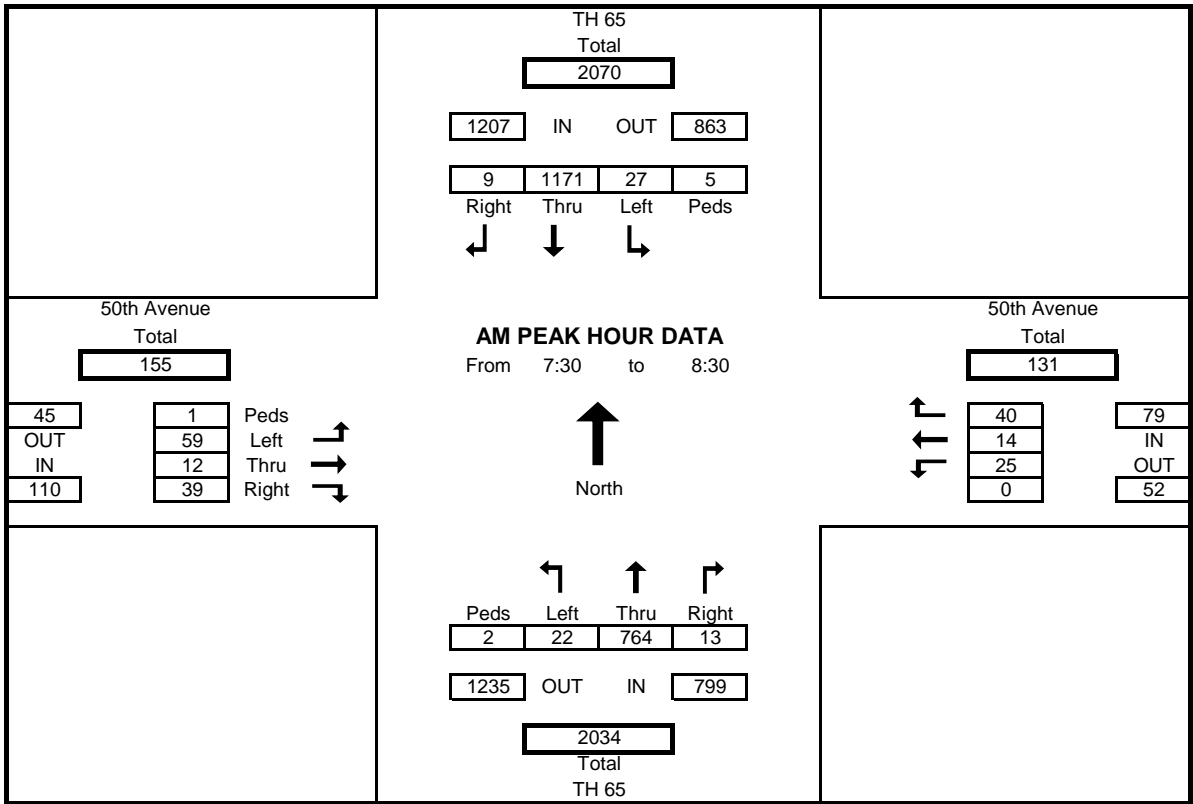 TH 65
Total
2070
1207 IN OUT 863
9 1171 27 5
Right Thru Left Peds
50th Avenue
Total
155
45 1 Peds
OUT 59 Left
IN 12 Thru
110 39 Right
AM PEAK HOUR DATA
From 7:30 to 8:30
North
50th Avenue
Total
131
40 79
14 IN
25 OUT
0 52
Peds Left Thru Right
2 22 764 13
1235 OUT IN 799
2034
Total
TH 65